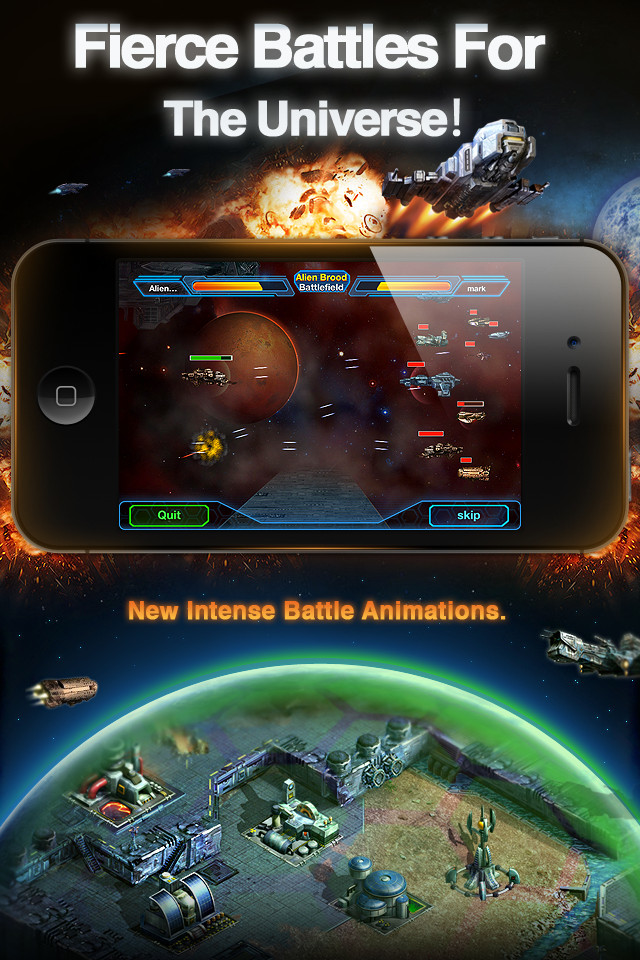 Fierce Battles For
The Universe!
Alien...
Alien Brood
Battlefield
mark
Quit
skip
New Intense Battle Animations.